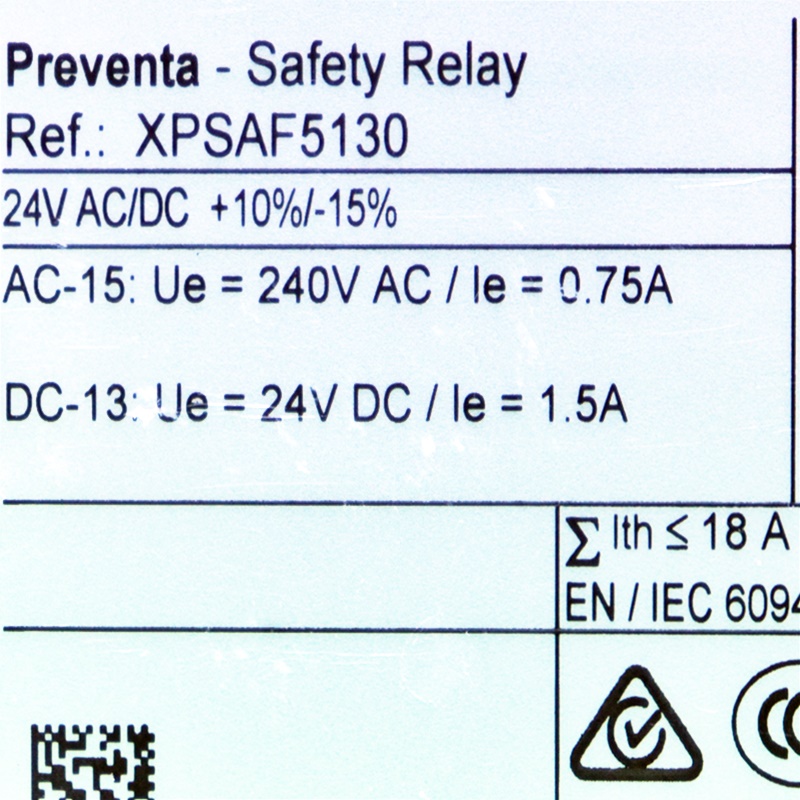 Preventa - Safety Relay
Ref.: XPSAF5130
24V AC/DC +10%/-15%
AC-15: Ue = 240V AC / Ie = 0.75A
DC-13: Ue = 24V DC / Ie = 1.5A
∑ Ith ≤ 18 A
EN / IEC 6094